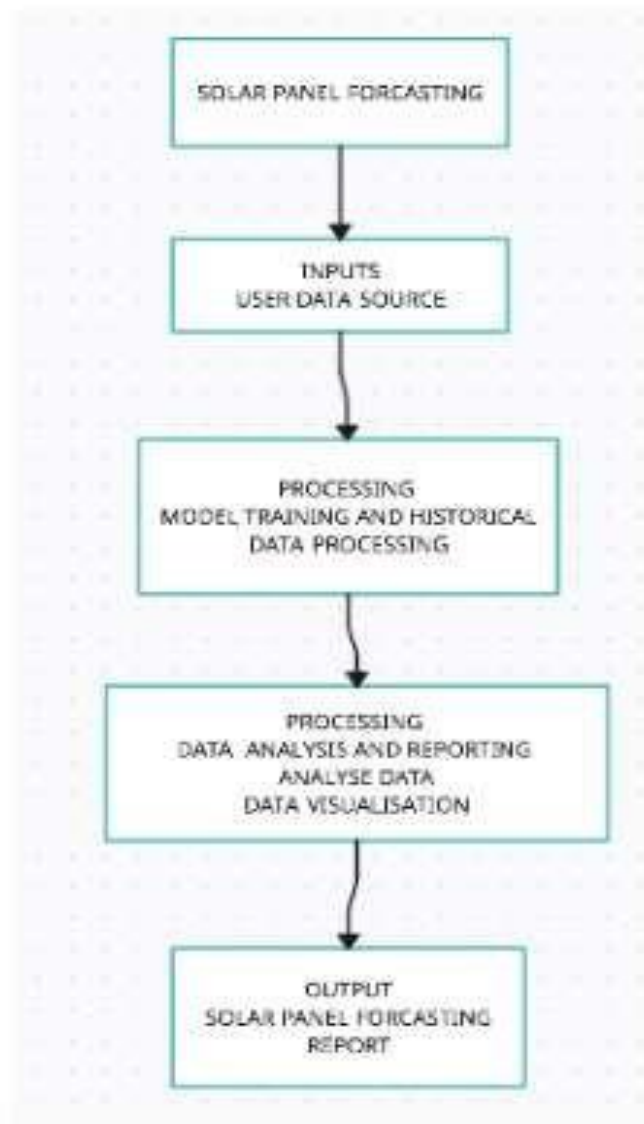 SOLAR PANEL FORCASTING
INPUTS
USER DATA SOURCE
PROCESSING
MODEL TRAINING AND HISTORICAL
DATA PROCESSING
PROCESSING
DATA ANALYSIS AND REPORTING
ANALYSE DATA
DATA VISUALISATION
OUTPUT
SOLAR PANEL FORCASTING
REPORT